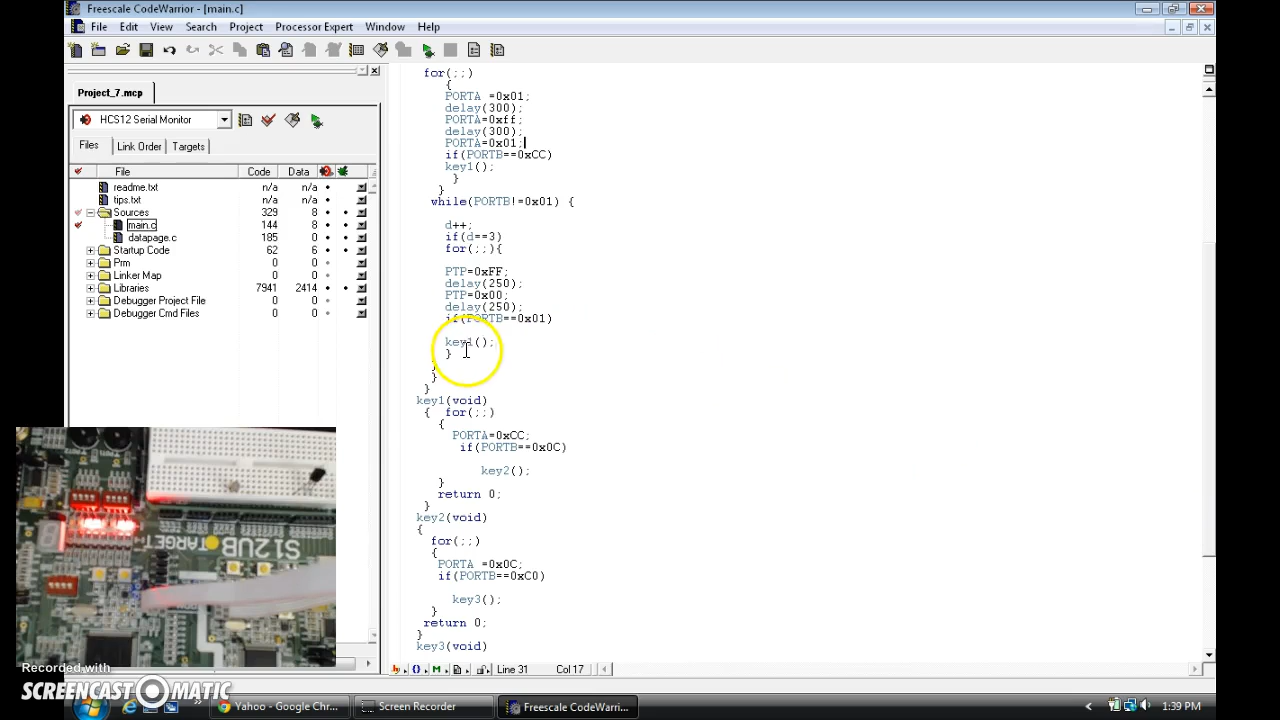 Freescale CodeWarrior - [main.c]
File Edit View Search Project Processor Expert Window Help
Project_7.mcp
HCS12 Serial Monitor
Files Link Order Targets
File Code Data
readme.txt n/a n/a
tips.txt n/a n/a
Sources 329 8
main.c 144 8
datapage.c 185 0
Startup Code 62 6
Prm 0 0
Linker Map 0 0
Libraries 7941 2414
Debugger Project File 0 0
Debugger Cmd Files 0 0
for(;;)
{
PORTA =0x01;
delay(300);
PORTA=0xff;
delay(300);
PORTA=0x01;
if(PORTB==0xCC)
key1();
}
}
while(PORTB!=0x01) {
d++;
if(d==3)
for(;;){
PTP=0xFF;
delay(250);
PTP=0x00;
delay(250);
if(PORTB==0x01)
key1();
}
}
}
}
key1(void)
{ for(;;)
{
PORTA=0xCC;
if(PORTB==0x0C)
key2();
}
return 0;
}
key2(void)
{
for(;;)
{
PORTA =0x0C;
if(PORTB==0xC0)
key3();
}
return 0;
}
key3(void)
Line 31 Col 17
S12UB TARGET
Recorded with
SCREENCAST MATIC
Yahoo - Google Chr... Screen Recorder Freescale CodeWarri... 1:39 PM